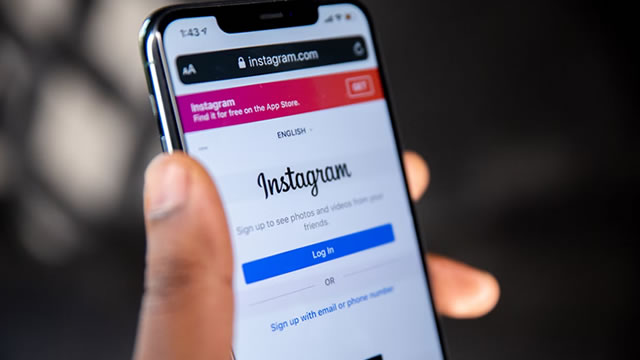 1:43
AA instagram.com
Instagram
Find it for free on the App Store.
GET
ENGLISH
Instagram
Sign up to see photos and videos from your
friends.
Log In
OR
Sign up with email or phone number